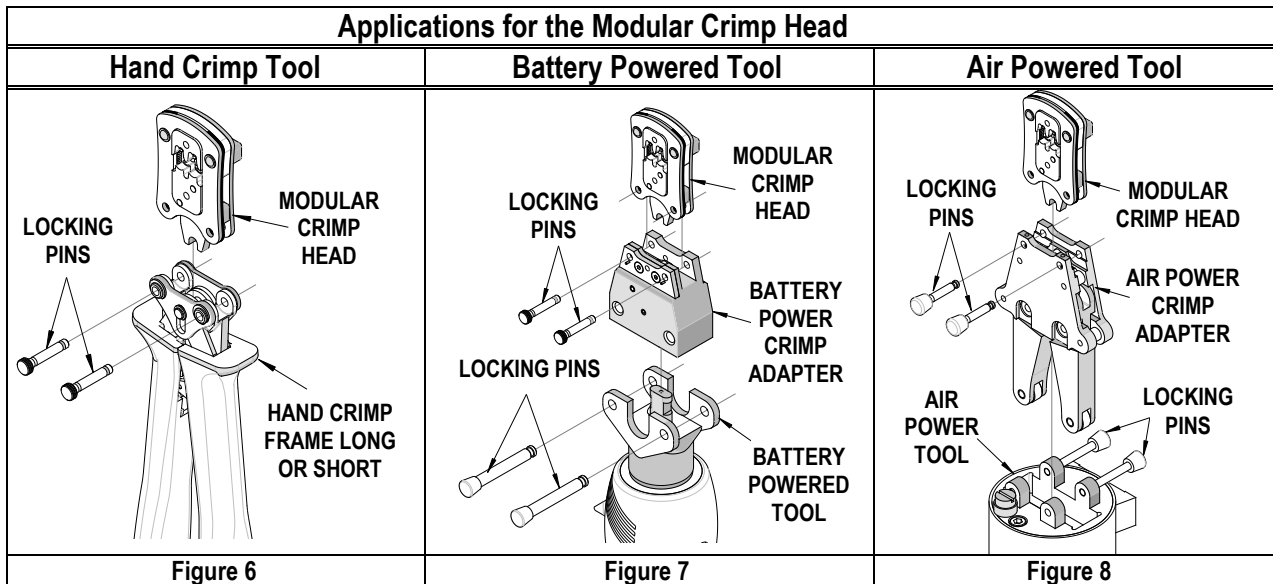 Applications for the Modular Crimp Head
Hand Crimp Tool
Battery Powered Tool
Air Powered Tool
LOCKING
PINS
MODULAR
CRIMP
HEAD
HAND CRIMP
FRAME LONG
OR SHORT
LOCKING
PINS
MODULAR
CRIMP
HEAD
BATTERY
POWER
CRIMP
ADAPTER
LOCKING PINS
BATTERY
POWERED
TOOL
LOCKING
PINS
MODULAR
CRIMP HEAD
AIR POWER
CRIMP
ADAPTER
AIR
POWER
TOOL
LOCKING
PINS
Figure 6
Figure 7
Figure 8